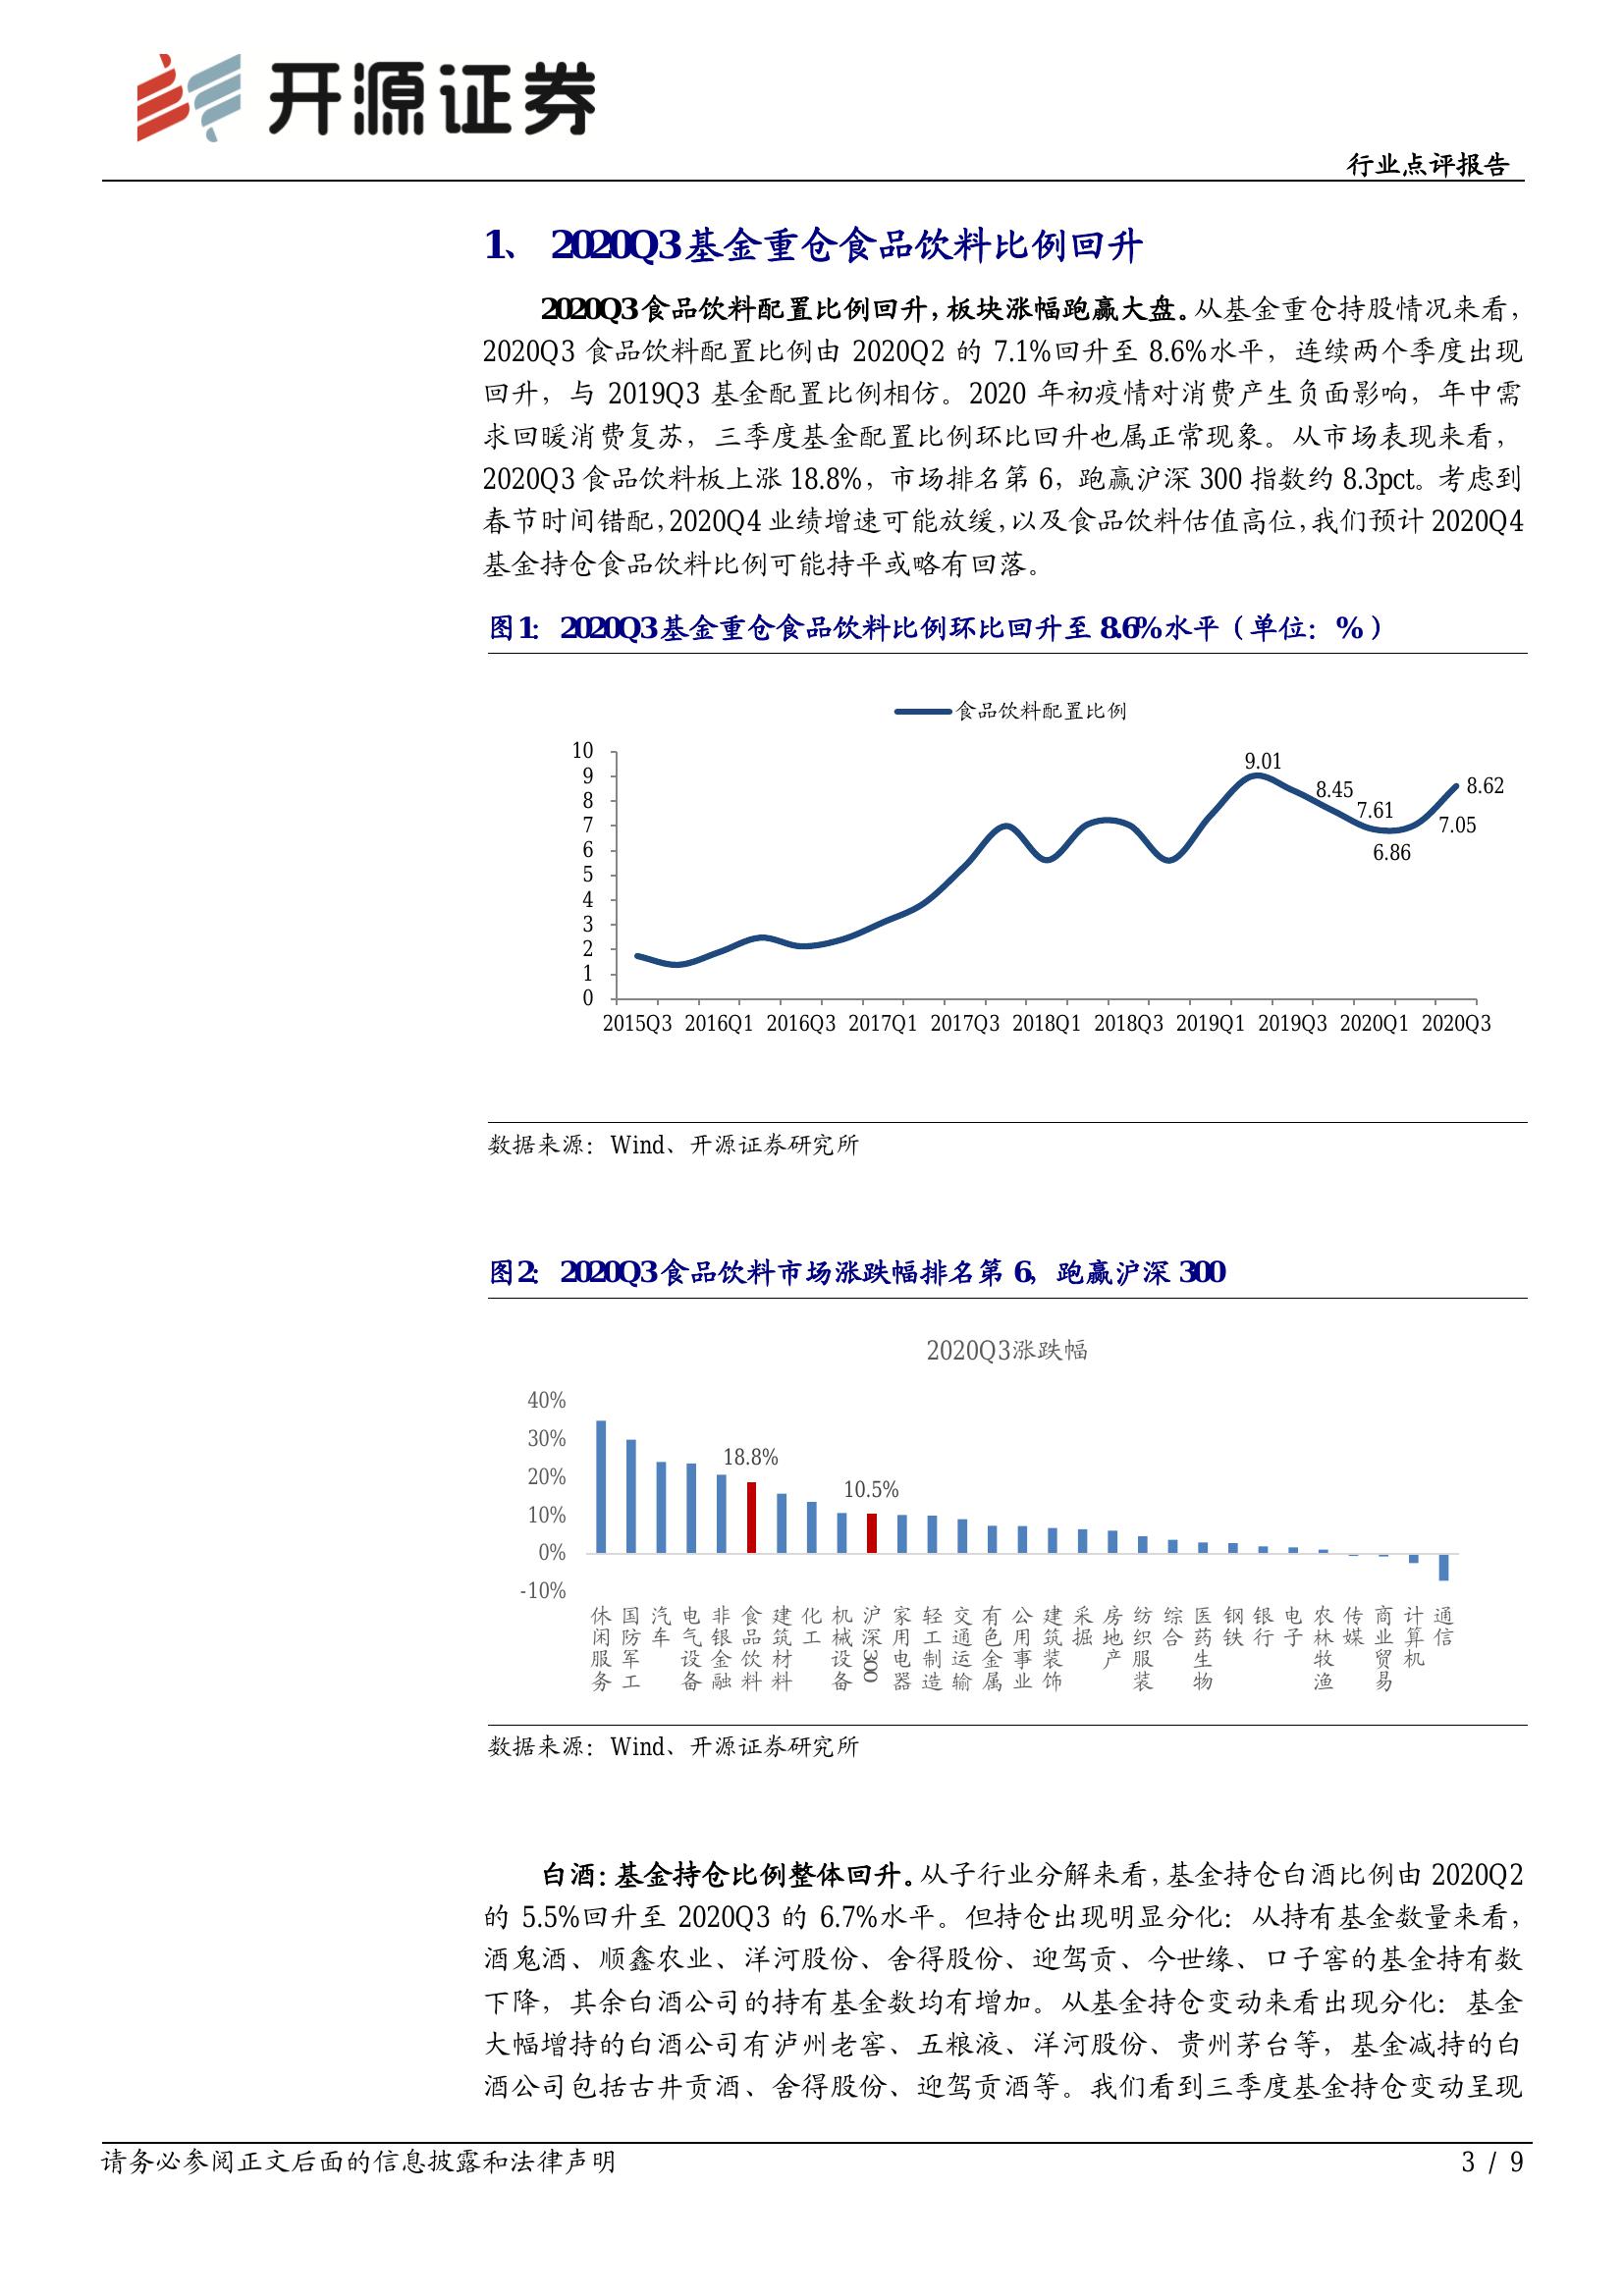 开源证券
行业点评报告
1、 2020Q3基金重仓食品饮料比例回升
2020Q3食品饮料配置比例回升，板块涨幅跑赢大盘。从基金重仓持股情况来看，
2020Q3 食品饮料配置比例由 2020Q2 的 7.1%回升至 8.6%水平，连续两个季度出现
回升，与 2019Q3 基金配置比例相仿。2020 年初疫情对消费产生负面影响，年中需
求回暖消费复苏，三季度基金配置比例环比回升也属正常现象。从市场表现来看，
2020Q3 食品饮料板上涨 18.8%，市场排名第 6，跑赢沪深 300 指数约 8.3pct。考虑到
春节时间错配，2020Q4 业绩增速可能放缓，以及食品饮料估值高位，我们预计 2020Q4
基金持仓食品饮料比例可能持平或略有回落。
图1： 2020Q3基金重仓食品饮料比例环比回升至 8.6%水平（单位：%）
食品饮料配置比例
10
9
8
7
6
5
4
3
2
1
0
9.01
8.45
7.61
6.86
7.05
8.62
2015Q3 2016Q1 2016Q3 2017Q1 2017Q3 2018Q1 2018Q3 2019Q1 2019Q3 2020Q1 2020Q3
数据来源：Wind、开源证券研究所
图2： 2020Q3食品饮料市场涨跌幅排名第 6，跑赢沪深 300
2020Q3涨跌幅
40%
30%
20%
10%
0%
-10%
18.8%
10.5%
休闲服务
国防军工
汽车
电气设备
非银金融
食品饮料
建筑材料
化工
机械设备
沪深300
家用电器
轻工制造
交通运输
有色金属
公用事业
建筑装饰
采掘
房地产
纺织服装
综合
医药生物
钢铁
银行
电子
农林牧渔
传媒
商业贸易
计算机
通信
数据来源：Wind、开源证券研究所
白酒：基金持仓比例整体回升。从子行业分解来看，基金持仓白酒比例由 2020Q2
的 5.5%回升至 2020Q3 的 6.7%水平。但持仓出现明显分化：从持有基金数量来看，
酒鬼酒、顺鑫农业、洋河股份、舍得股份、迎驾贡、今世缘、口子窖的基金持有数
下降，其余白酒公司的持有基金数均有增加。从基金持仓变动来看出现分化：基金
大幅增持的白酒公司有泸州老窖、五粮液、洋河股份、贵州茅台等，基金减持的白
酒公司包括古井贡酒、舍得股份、迎驾贡酒等。我们看到三季度基金持仓变动呈现
请务必参阅正文后面的信息披露和法律声明
3 / 9